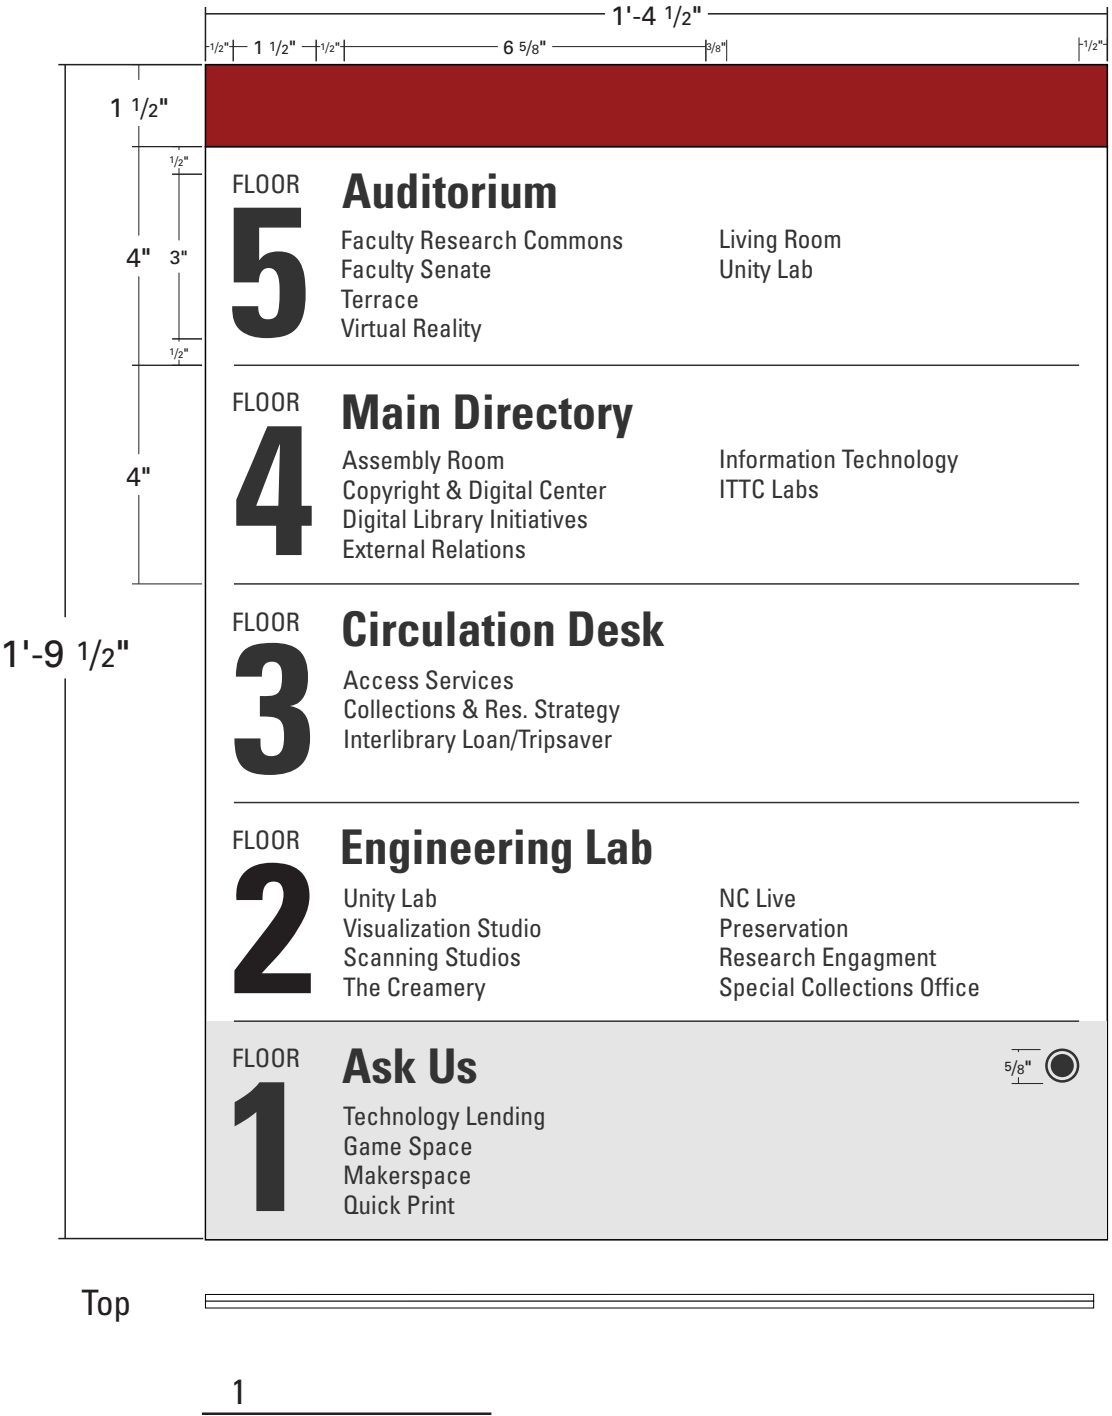 1'-4 1/2"
1/2" 1 1/2" 1/2" 6 5/8" 3/8" 1/2"
1 1/2"
1/2"
4" 3"
1/2"
FLOOR
5
Auditorium
Faculty Research Commons
Faculty Senate
Terrace
Virtual Reality
Living Room
Unity Lab
4"
FLOOR
4
Main Directory
Assembly Room
Copyright & Digital Center
Digital Library Initiatives
External Relations
Information Technology
ITTC Labs
1'-9 1/2"
FLOOR
3
Circulation Desk
Access Services
Collections & Res. Strategy
Interlibrary Loan/Tripsaver
FLOOR
2
Engineering Lab
Unity Lab
Visualization Studio
Scanning Studios
The Creamery
NC Live
Preservation
Research Engagment
Special Collections Office
FLOOR
1
Ask Us
Technology Lending
Game Space
Makerspace
Quick Print
5/8"
Top
1